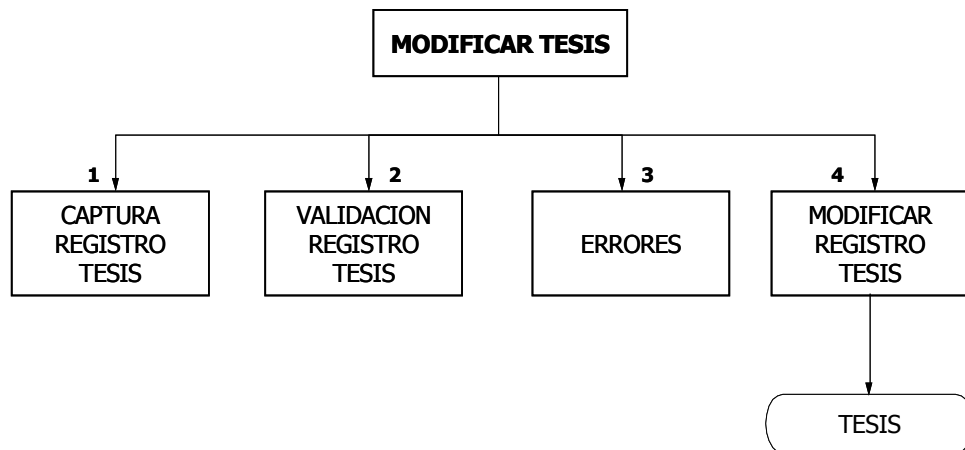 MODIFICAR TESIS
1
CAPTURA
REGISTRO
TESIS
2
VALIDACION
REGISTRO
TESIS
3
ERRORES
4
MODIFICAR
REGISTRO
TESIS
TESIS